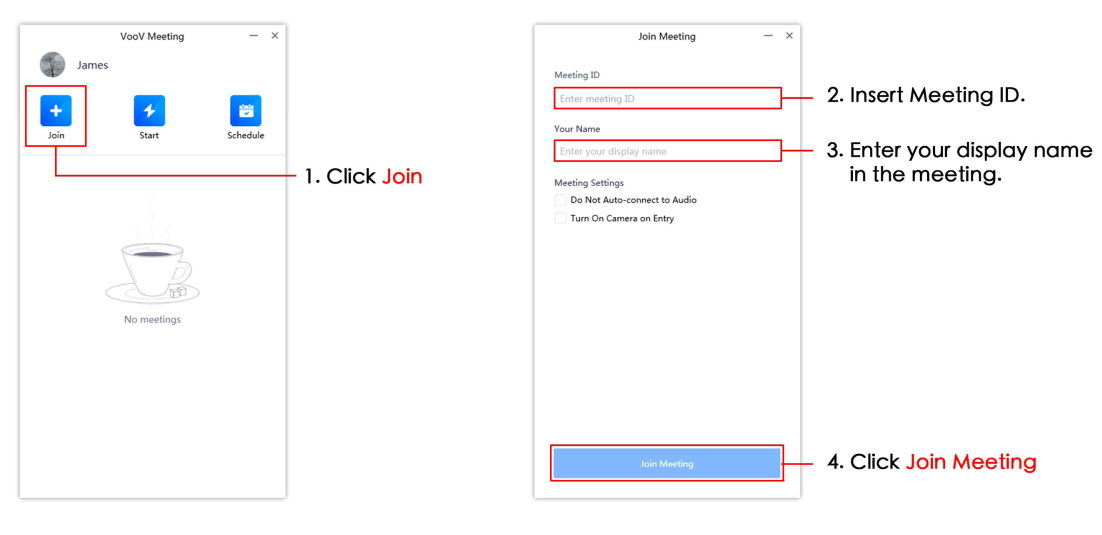 VooV Meeting
James
Join
Start
Schedule
1. Click Join
No meetings
Join Meeting
Meeting ID
Enter meeting ID
2. Insert Meeting ID.
Your Name
Enter your display name
3. Enter your display name
in the meeting.
Meeting Settings
Do Not Auto-connect to Audio
Turn On Camera on Entry
Join Meeting
4. Click Join Meeting